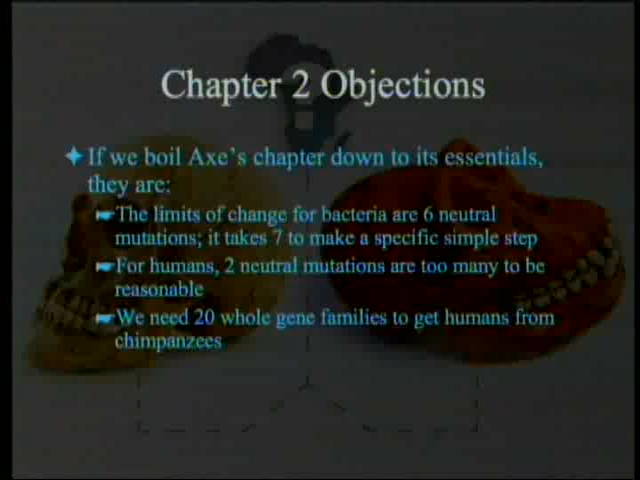 Chapter 2 Objections
If we boil Axe's chapter down to its essentials,
they are:
The limits of change for bacteria are 6 neutral
mutations; it takes 7 to make a specific simple step
For humans, 2 neutral mutations are too many to be
reasonable
We need 20 whole gene families to get humans from
chimpanzees